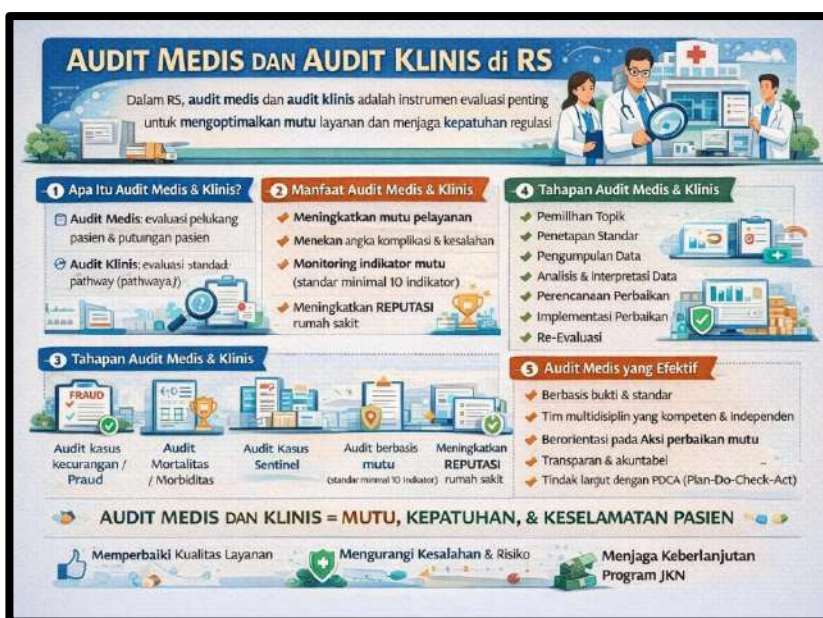 AUDIT MEDIS DAN AUDIT KLINIS di RS
Dalam RS, audit medis dan audit klinis adalah instrumen evaluasi penting
untuk mengoptimalkan mutu layanan dan menjaga kepatuhan regulasi
1 Apa Itu Audit Medis & Klinis?
Audit Medis: evaluasi pelukang
pasien & putuingan pasien
Audit Klinis: evaluasi standad:
pathway (pathwaya/)
2 Manfaat Audit Medis & Klinis
Meningkatkan mutu pelayanan
Menekan angka komplikasi & kesalahan
Monitoring indikator mutu
(standar minimal 10 indikator)
Meningkatkan REPUTASI
rumah sakit
3 Tahapan Audit Medis & Klinis
FRAUD
Audit kasus
kecurangan /
Praud
Audit
Mortalitas
/ Morbiditas
Audit Kasus
Sentinel
Audit berbasis
mutu
(standar minimal 10 indikator)
Meningkatkan
REPUTASI
rumah sakit
4 Tahapan Audit Medis & Klinis
Pemilihan Topik
Penetapan Standar
Pengumpulan Data
Analisis & Interpretasi Data
Perencanaan Perbaikan
Implementasi Perbaikan
Re-Evaluasi
5 Audit Medis yang Efektif
Berbasis bukti & standar
Tim multidisiplin yang kompeten & Independen
Berorientasi pada Aksi perbaikan mutu
Transparan & akuntabel
Tindak largut dengan PDCA (Plan-Do-Check-Act)
AUDIT MEDIS DAN KLINIS = MUTU, KEPATUHAN, & KESELAMATAN PASIEN
Memperbaiki Kualitas Layanan
Mengurangi Kesalahan & Risiko
Menjaga Keberlanjutan
Program JKN